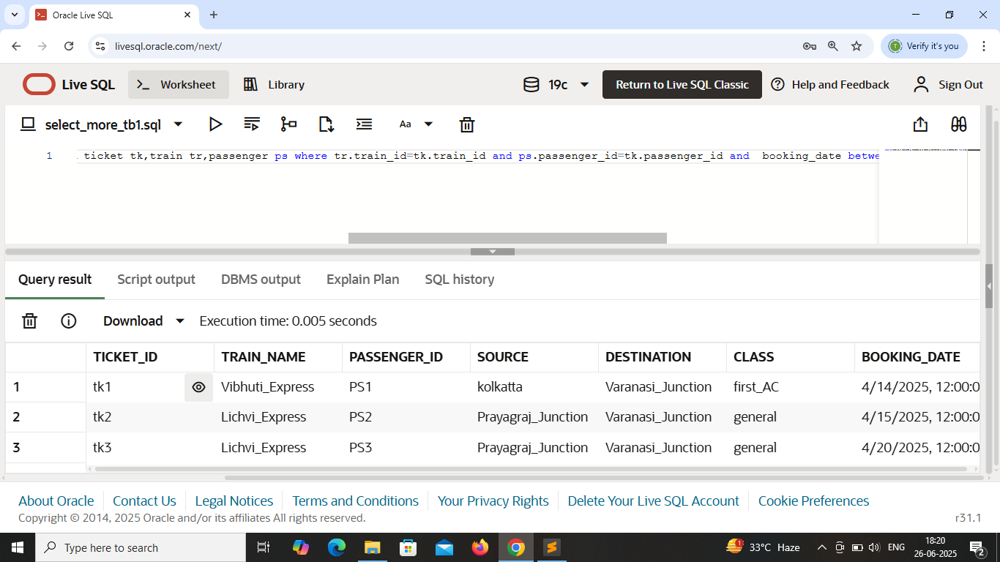 Oracle Live SQL
livesql.oracle.com/next/
Verify it's you
Live SQL
Worksheet
Library
19c
Return to Live SQL Classic
Help and Feedback
Sign Out
select_more_tb1.sql
Aa
1 ticket tk,train tr,passenger ps where tr.train_id=tk.train_id and ps.passenger_id=tk.passenger_id and  booking_date betwe
Query result Script output DBMS output Explain Plan SQL history
Download Execution time: 0.005 seconds
TICKET_ID TRAIN_NAME PASSENGER_ID SOURCE DESTINATION CLASS BOOKING_DATE
1 tk1 Vibhuti_Express PS1 kolkatta Varanasi_Junction first_AC 4/14/2025, 12:00:0
2 tk2 Lichvi_Express PS2 Prayagraj_Junction Varanasi_Junction general 4/15/2025, 12:00:0
3 tk3 Lichvi_Express PS3 Prayagraj_Junction Varanasi_Junction general 4/20/2025, 12:00:0
About Oracle Contact Us Legal Notices Terms and Conditions Your Privacy Rights Delete Your Live SQL Account Cookie Preferences
Copyright © 2014, 2025 Oracle and/or its affiliates All rights reserved. r31.1
Type here to search
1
33°C Haze
ENG
18:20
26-06-2025
2